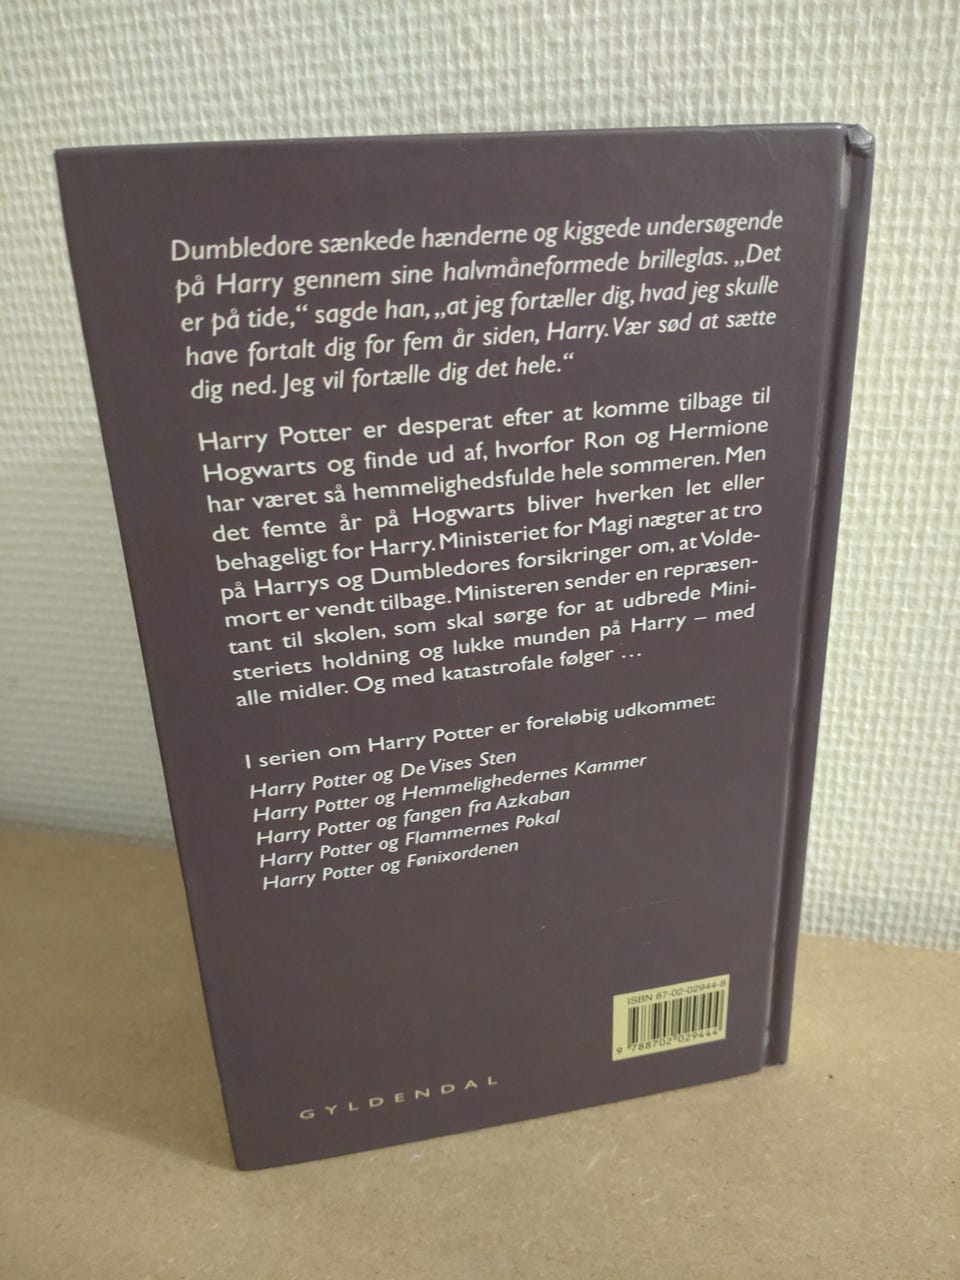 Dumbledore sænkede hænderne og kiggede undersøgende
på Harry gennem sine halvmåneformede brilleglas. „Det
er på tide,“ sagde han, „at jeg fortæller dig, hvad jeg skulle
have fortalt dig for fem år siden, Harry. Vær sød at sætte
dig ned. Jeg vil fortælle dig det hele.“
Harry Potter er desperat efter at komme tilbage til
Hogwarts og finde ud af, hvorfor Ron og Hermione
har været så hemmelighedsfulde hele sommeren. Men
det femte år på Hogwarts bliver hverken let eller
behageligt for Harry. Ministeriet for Magi nægter at tro
på Harrys og Dumbledores forsikringer om, at Volde-
mort er vendt tilbage. Ministeren sender en repræsen-
tant til skolen, som skal sørge for at udbrede Mini-
steriets holdning og lukke munden på Harry – med
alle midler. Og med katastrofale følger ...
I serien om Harry Potter er foreløbig udkommet:
Harry Potter og De Vises Sten
Harry Potter og Hemmelighedernes Kammer
Harry Potter og fangen fra Azkaban
Harry Potter og Flammernes Pokal
Harry Potter og Fønixordenen
ISBN 87-02-02944-8
9 788702 029444
GYLDENDAL